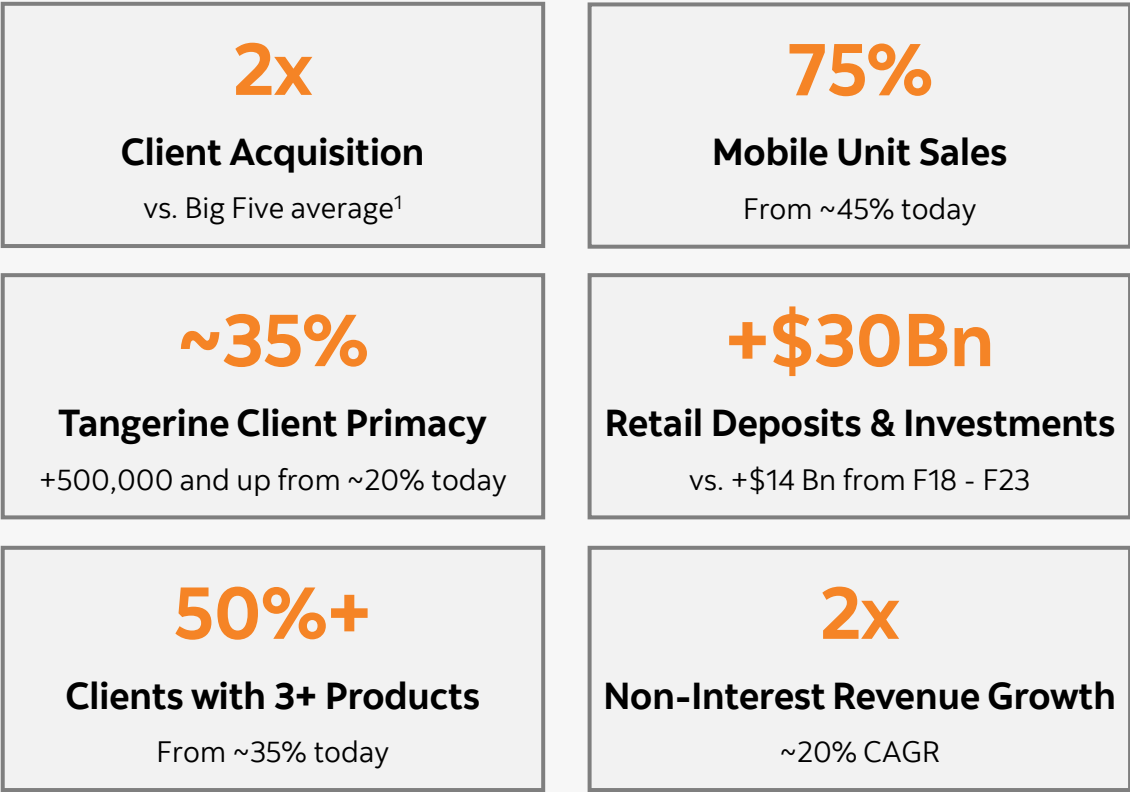 2x
Client Acquisition
vs. Big Five average¹
75%
Mobile Unit Sales
From ~45% today
~35%
Tangerine Client Primacy
+500,000 and up from ~20% today
+$30Bn
Retail Deposits & Investments
vs. +$14 Bn from F18 - F23
50%+
Clients with 3+ Products
From ~35% today
2x
Non-Interest Revenue Growth
~20% CAGR